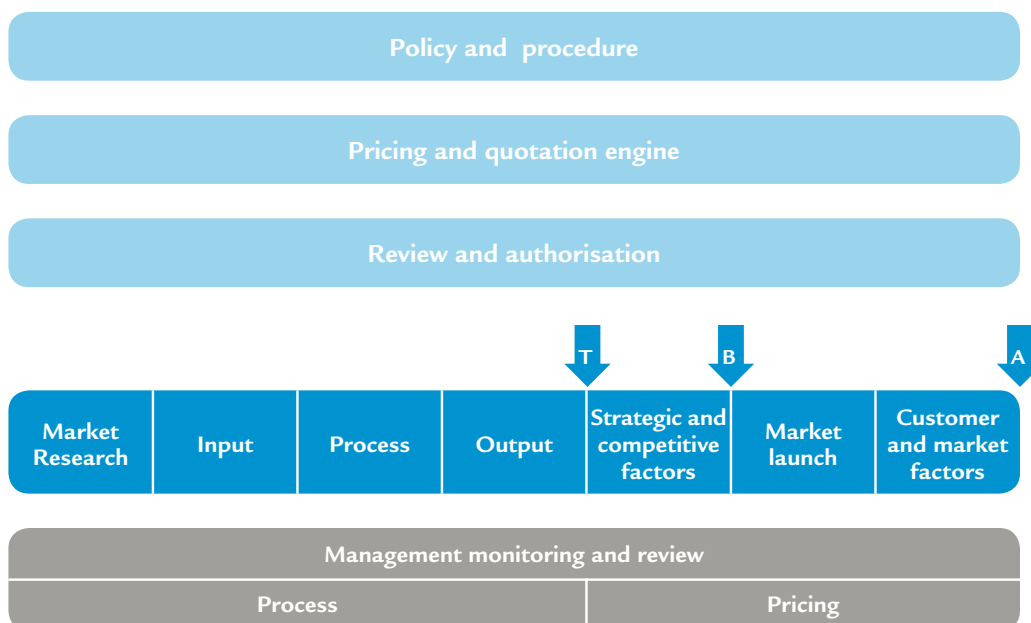 Policy and procedure
Pricing and quotation engine
Review and authorisation
T
B
A
Market
Research
Input
Process
Output
Strategic and
competitive
factors
Market
launch
Customer
and market
factors
Management monitoring and review
Process
Pricing